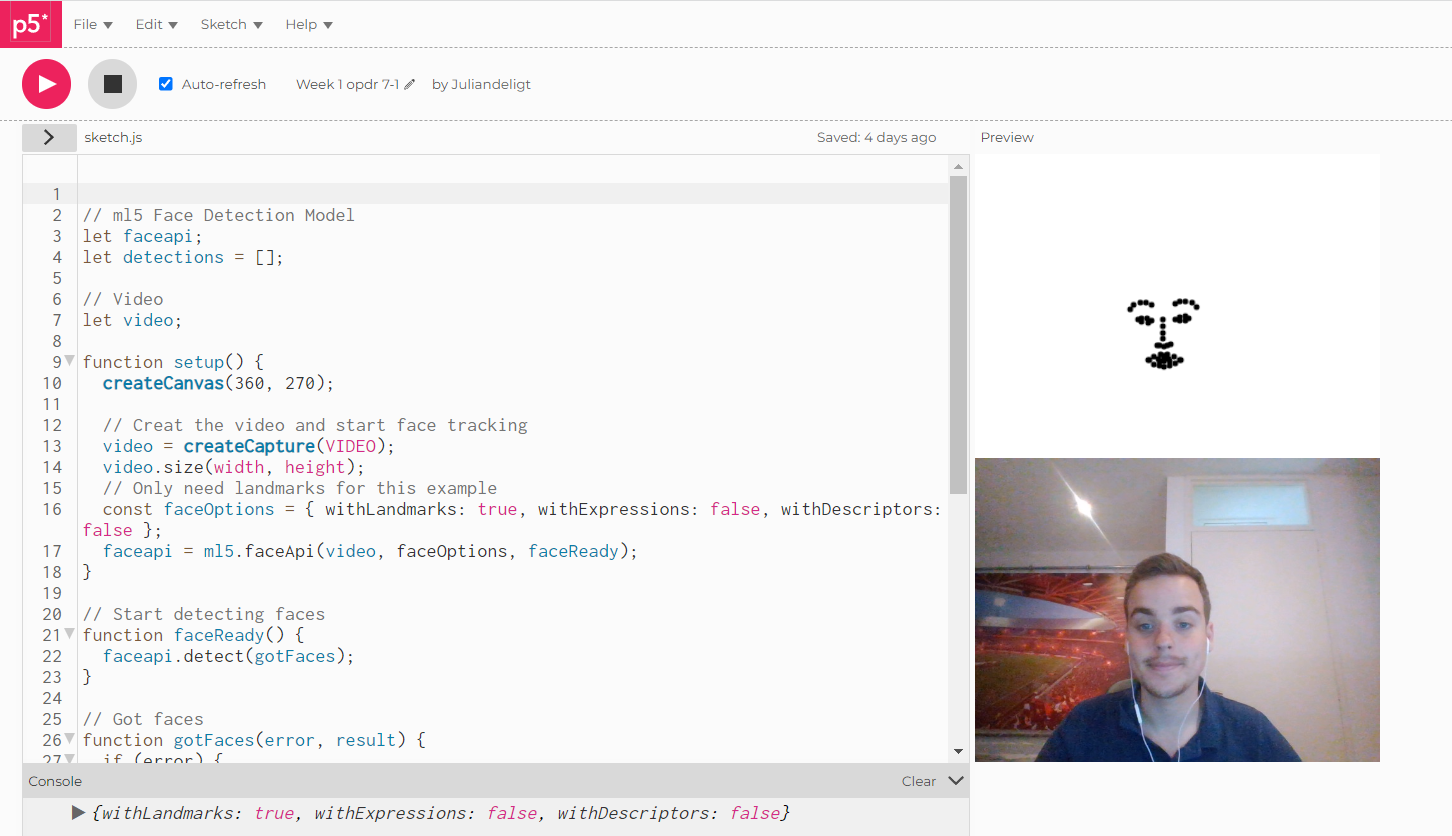 p5*
File Edit Sketch Help
Auto-refresh Week 1 opdr 7-1 by Juliandeligt
sketch.js Saved: 4 days ago Preview
1
2 // ml5 Face Detection Model
3 let faceapi;
4 let detections = [];
5
6 // Video
7 let video;
8
9 function setup() {
10 createCanvas(360, 270);
11
12 // Creat the video and start face tracking
13 video = createCapture(VIDEO);
14 video.size(width, height);
15 // Only need landmarks for this example
16 const faceOptions = { withLandmarks: true, withExpressions: false, withDescriptors:
false };
17 faceapi = ml5.faceApi(video, faceOptions, faceReady);
18 }
19
20 // Start detecting faces
21 function faceReady() {
22 faceapi.detect(gotFaces);
23 }
24
25 // Got faces
26 function gotFaces(error, result) {
27 if (error) {
Console Clear
{withLandmarks: true, withExpressions: false, withDescriptors: false}